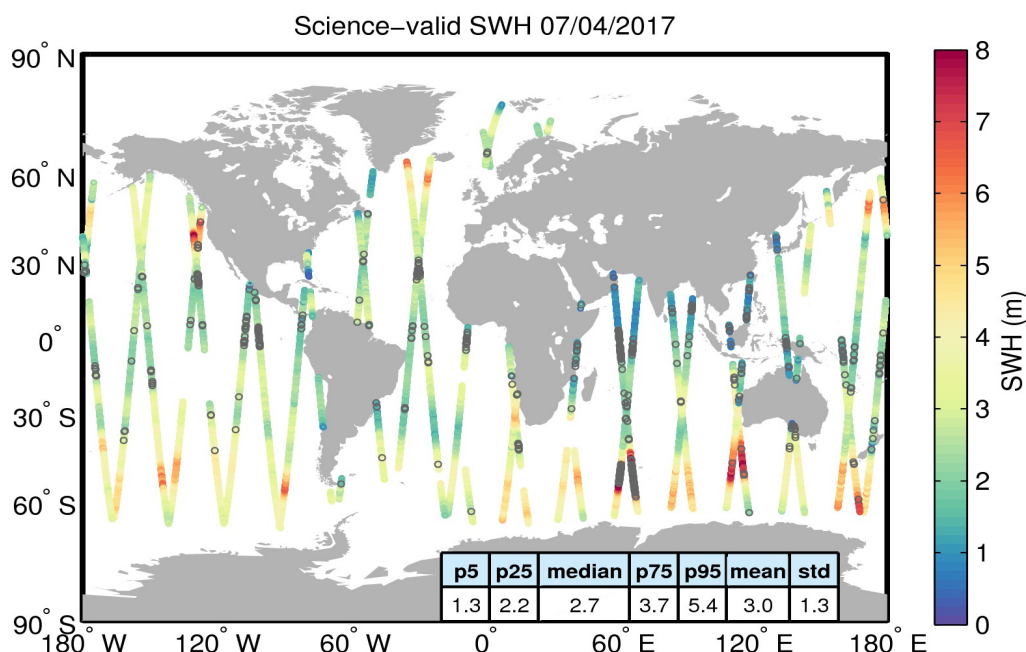 Science−valid SWH 07/04/2017
90° N
60° N
30° N
0°
30° S
60° S
90° S
180° W
120° W
60° W
0°
60° E
120° E
180° E
p5 p25 median p75 p95 mean std
1.3 2.2 2.7 3.7 5.4 3.0 1.3
8
7
6
5
4
3
2
1
0
SWH (m)